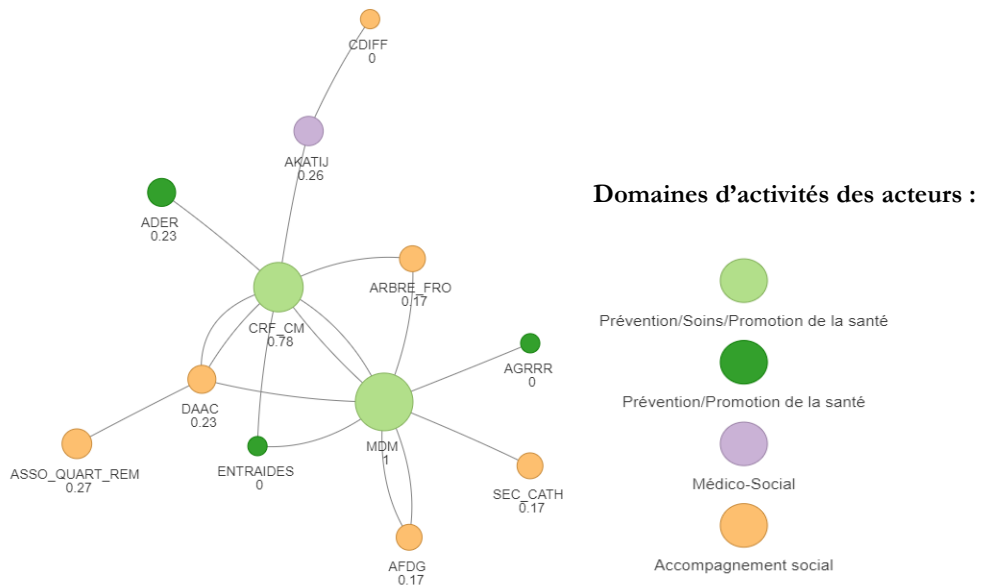 CDIFF
0
AKATIJ
0.26
ADER
0.23
ARBRE_FRO
0.17
CRF_CM
0.78
AGRRR
0
DAAC
0.23
MDM
1
ASSO_QUART_REM
0.27
ENTRAIDES
0
SEC_CATH
0.17
AFDG
0.17
Domaines d’activités des acteurs :
Prévention/Soins/Promotion de la santé
Prévention/Promotion de la santé
Médico-Social
Accompagnement social